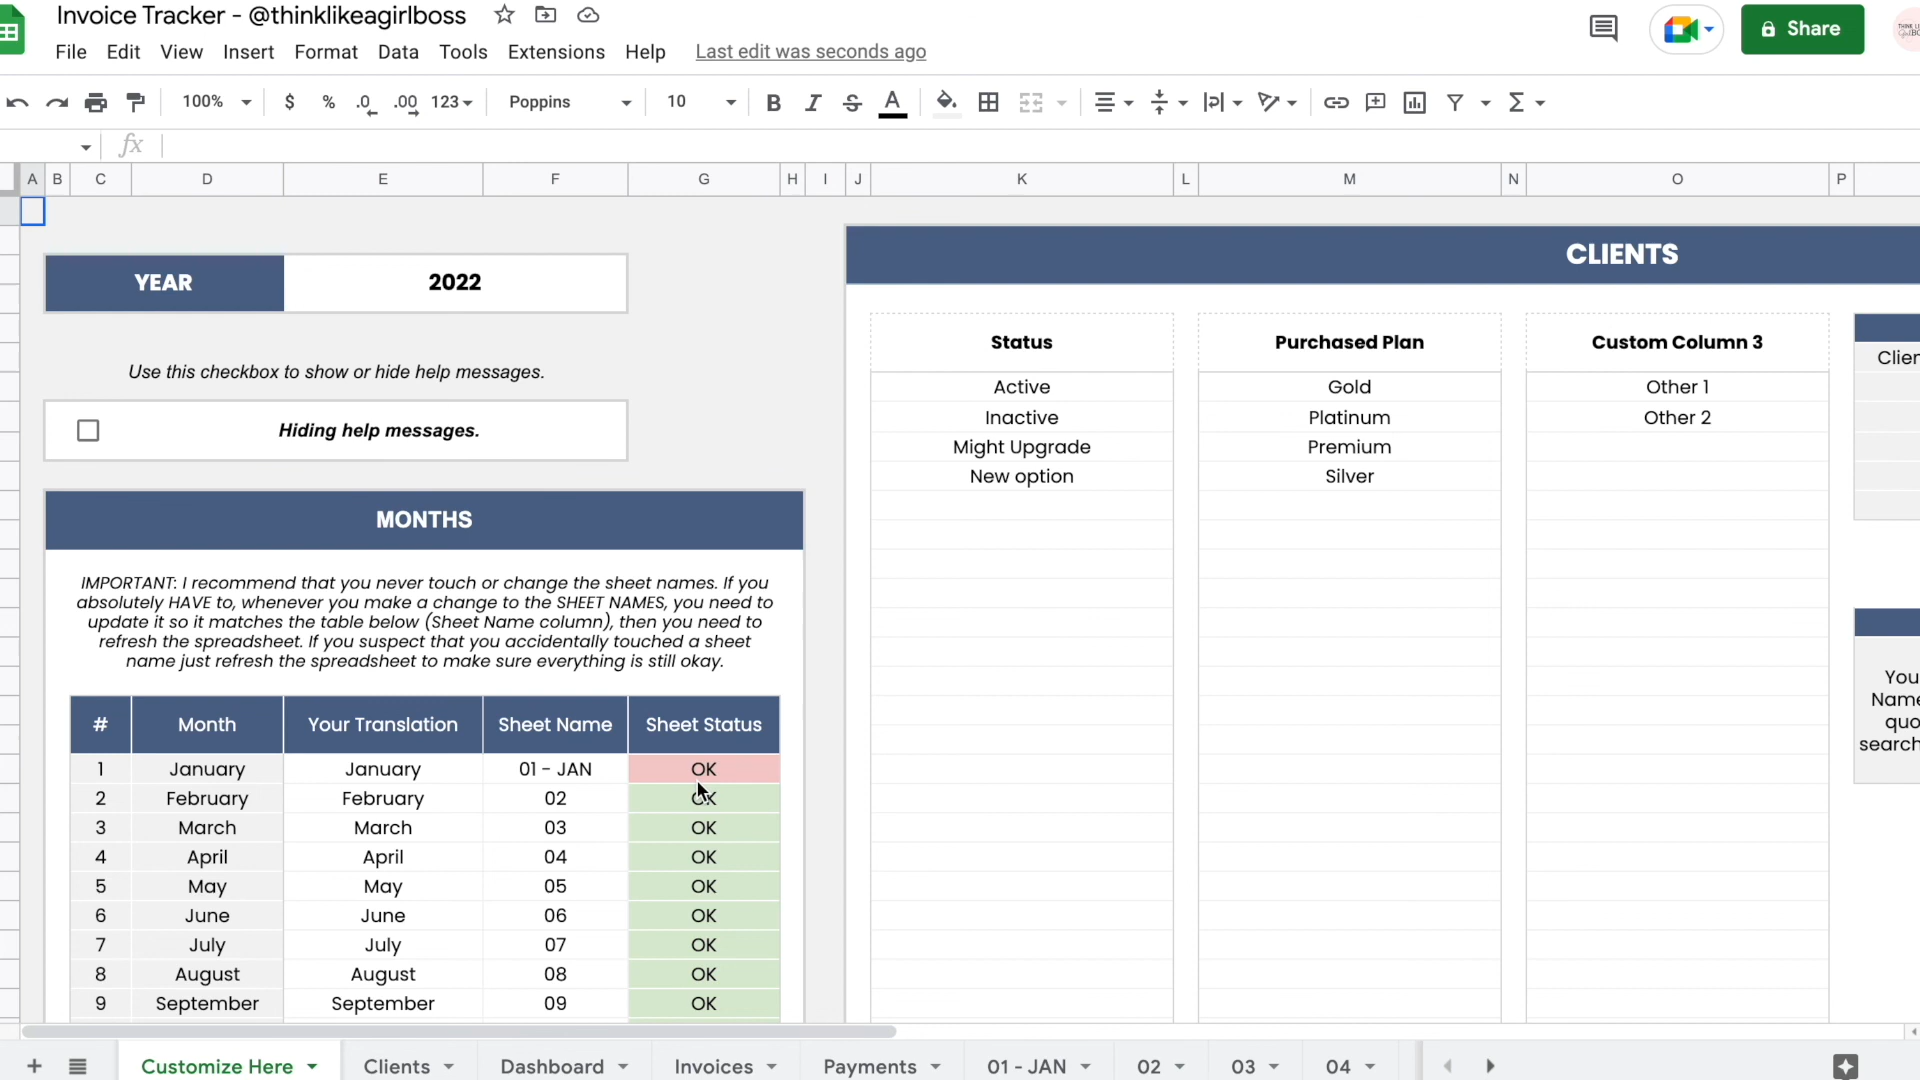 Invoice Tracker - @thinklikeagirlboss
File Edit View Insert Format Data Tools Extensions Help Last edit was seconds ago
Share
100% $ % .0 .00 123 Poppins 10 B I S A
fx
A B C D E F G H I J K L M N O P
YEAR 2022
Use this checkbox to show or hide help messages.
Hiding help messages.
MONTHS
IMPORTANT: I recommend that you never touch or change the sheet names. If you
absolutely HAVE to, whenever you make a change to the SHEET NAMES, you need to
update it so it matches the table below (Sheet Name column), then you need to
refresh the spreadsheet. If you suspect that you accidentally touched a sheet
name just refresh the spreadsheet to make sure everything is still okay.
# Month Your Translation Sheet Name Sheet Status
1 January January 01 - JAN OK
2 February February 02 OK
3 March March 03 OK
4 April April 04 OK
5 May May 05 OK
6 June June 06 OK
7 July July 07 OK
8 August August 08 OK
9 September September 09 OK
CLIENTS
Status Purchased Plan Custom Column 3
Active Gold Other 1
Inactive Platinum Other 2
Might Upgrade Premium
New option Silver
Customize Here Clients Dashboard Invoices Payments 01 - JAN 02 03 04